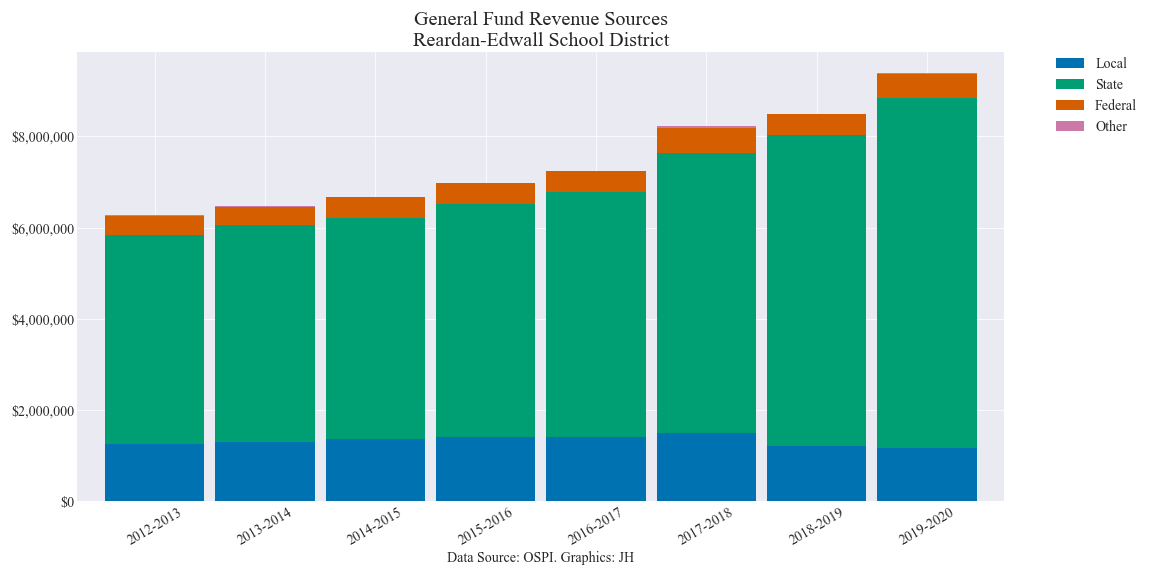 General Fund Revenue Sources
Reardan-Edwall School District
Local
State
Federal
Other
$8,000,000
$6,000,000
$4,000,000
$2,000,000
$0
2012-2013
2013-2014
2014-2015
2015-2016
2016-2017
2017-2018
2018-2019
2019-2020
Data Source: OSPI. Graphics: JH